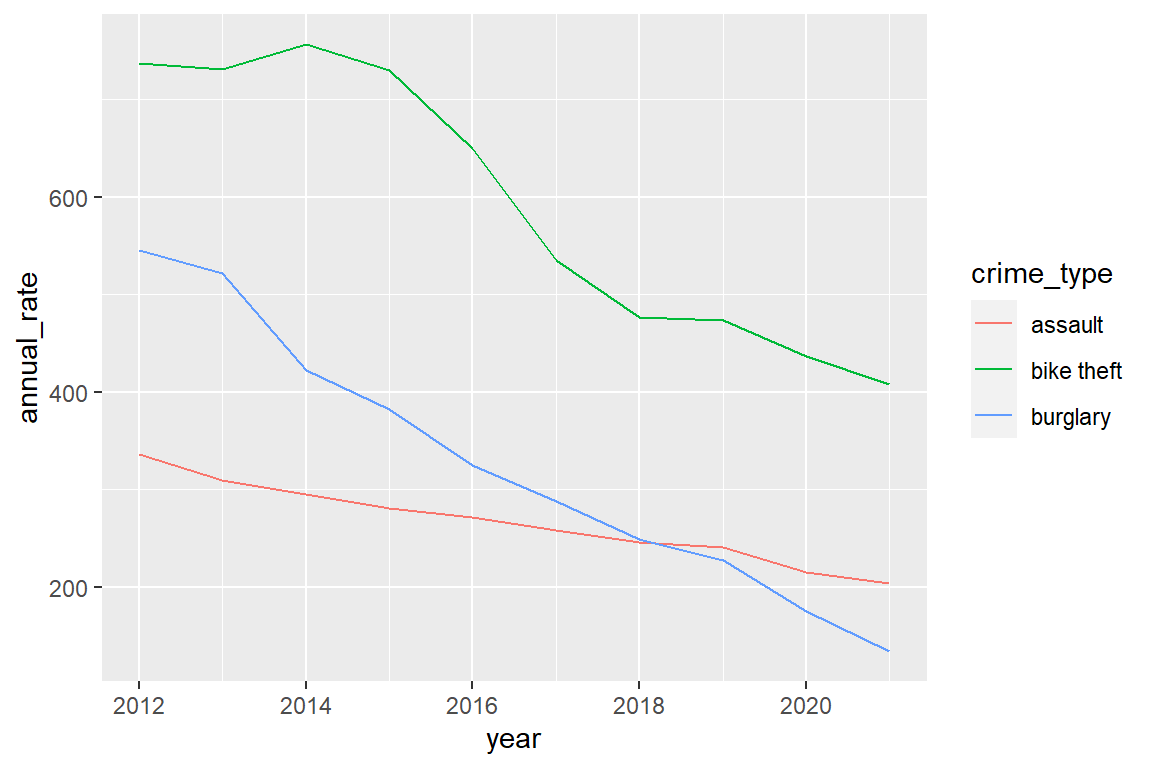 600
400
200
annual_rate
2012 2014 2016 2018 2020
year
crime_type
assault
bike theft
burglary